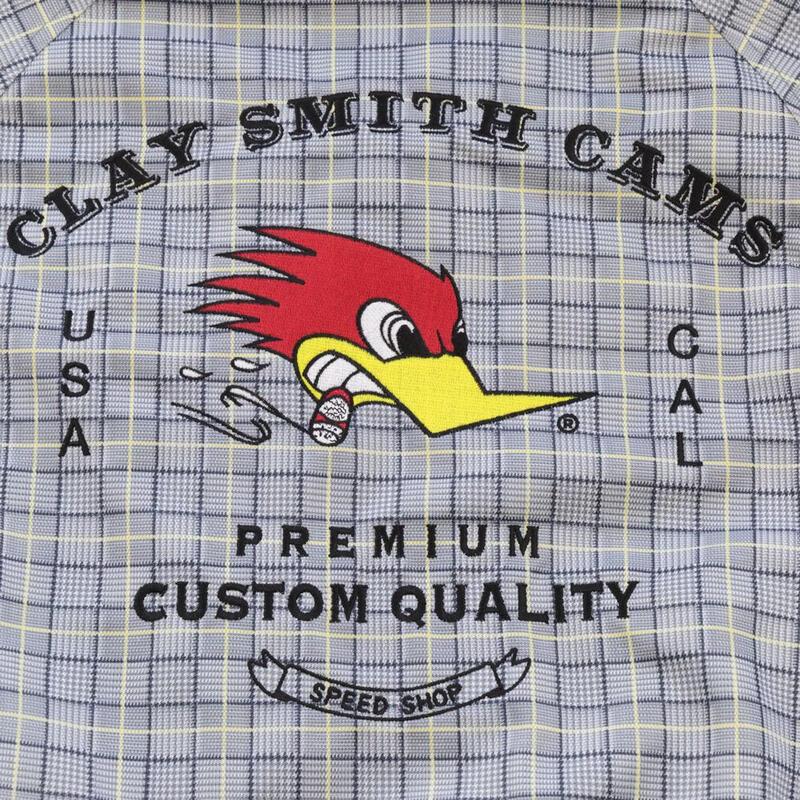 CLAY SMITH CAMS
USA
CAL
®
PREMIUM
CUSTOM QUALITY
SPEED SHOP